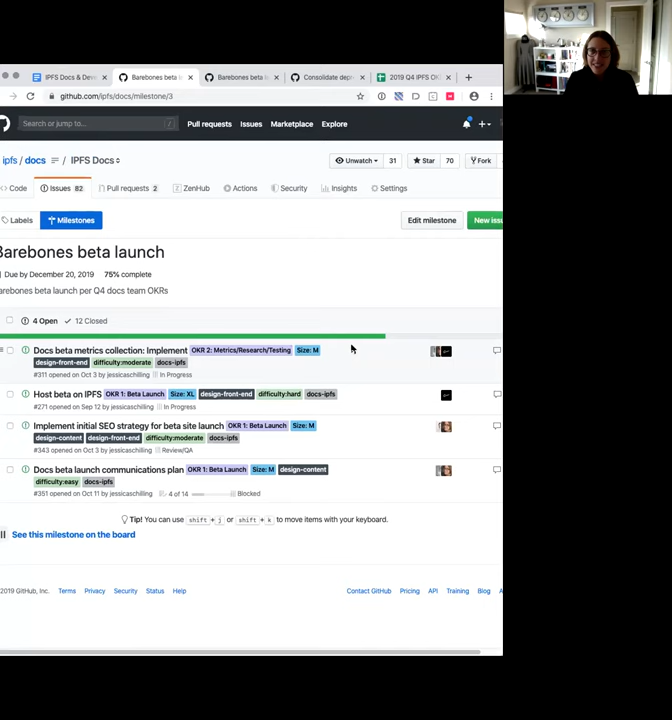 IPFS Docs & Deve
Barebones beta l
Barebones beta l
Consolidate dep
2019 Q4 IPFS OK
github.com/ipfs/docs/milestone/3
Search or jump to...
Pull requests Issues Marketplace Explore
ipfs / docs / IPFS Docs
Unwatch 31 Star 70 Fork
Code Issues 82 Pull requests 2 ZenHub Actions Security Insights Settings
Labels Milestones Edit milestone New issu
Barebones beta launch
Due by December 20, 2019 75% complete
arebones beta launch per Q4 docs team OKRs
4 Open 12 Closed
Docs beta metrics collection: Implement OKR 2: Metrics/Research/Testing Size: M
design-front-end difficulty:moderate docs-ipfs
#311 opened on Oct 3 by jessicaschilling In Progress
Host beta on IPFS OKR 1: Beta Launch Size: XL design-front-end difficulty:hard docs-ipfs
#271 opened on Sep 12 by jessicaschilling In Progress
Implement initial SEO strategy for beta site launch OKR 1: Beta Launch Size: M
design-content design-front-end difficulty:moderate docs-ipfs
#343 opened on Oct 3 by jessicaschilling Review/QA
Docs beta launch communications plan OKR 1: Beta Launch Size: M design-content
difficulty:easy docs-ipfs
#351 opened on Oct 11 by jessicaschilling 4 of 14 Blocked
Tip! You can use shift + j or shift + k to move items with your keyboard.
See this milestone on the board
2019 GitHub, Inc. Terms Privacy Security Status Help Contact GitHub Pricing API Training Blog A